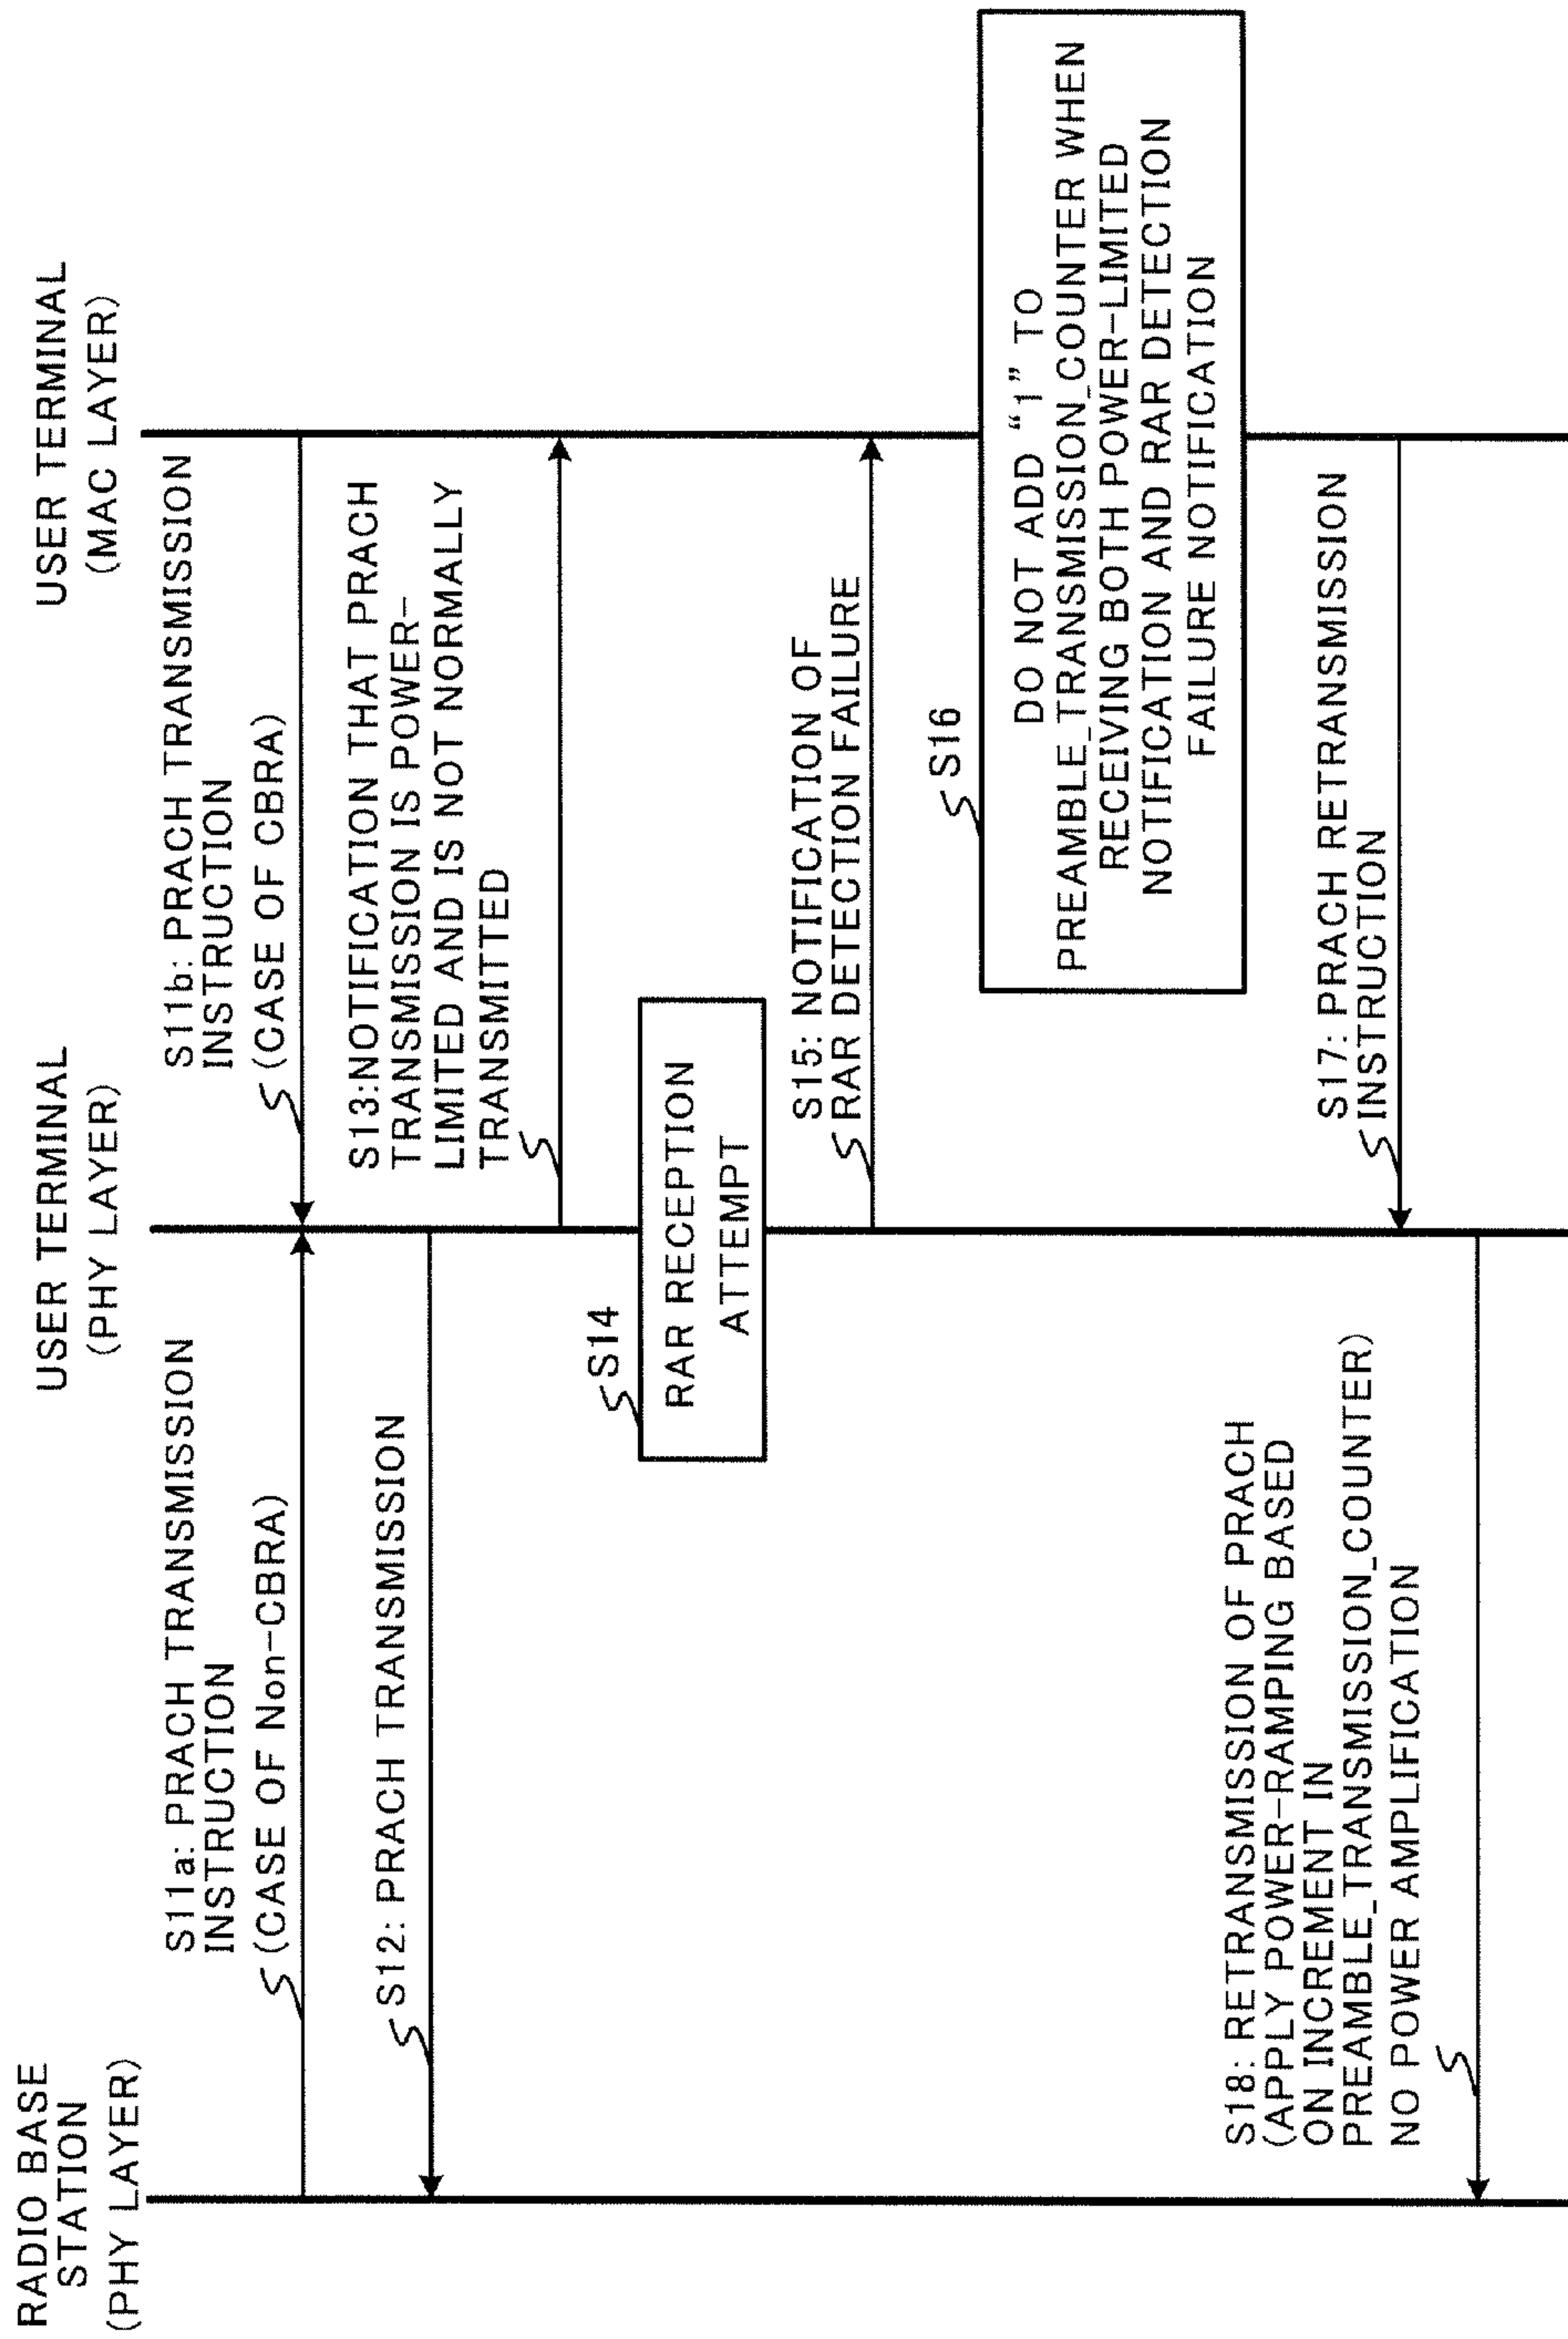 RADIO BASE
STATION
(PHY LAYER)
USER TERMINAL
(PHY LAYER)
USER TERMINAL
(MAC LAYER)
S11a: PRACH TRANSMISSION
INSTRUCTION
(CASE OF Non-CBRA)
S11b: PRACH TRANSMISSION
INSTRUCTION
(CASE OF CBRA)
S12: PRACH TRANSMISSION
S13:NOTIFICATION THAT PRACH
TRANSMISSION IS POWER-
LIMITED AND IS NOT NORMALLY
TRANSMITTED
S14
RAR RECEPTION
ATTEMPT
S15: NOTIFICATION OF
RAR DETECTION FAILURE
S16
DO NOT ADD “1” TO
PREAMBLE_TRANSMISSION_COUNTER WHEN
RECEIVING BOTH POWER-LIMITED
NOTIFICATION AND RAR DETECTION
FAILURE NOTIFICATION
S17: PRACH RETRANSMISSION
INSTRUCTION
S18: RETRANSMISSION OF PRACH
(APPLY POWER-RAMPING BASED
ON INCREMENT IN
PREAMBLE_TRANSMISSION_COUNTER)
NO POWER AMPLIFICATION